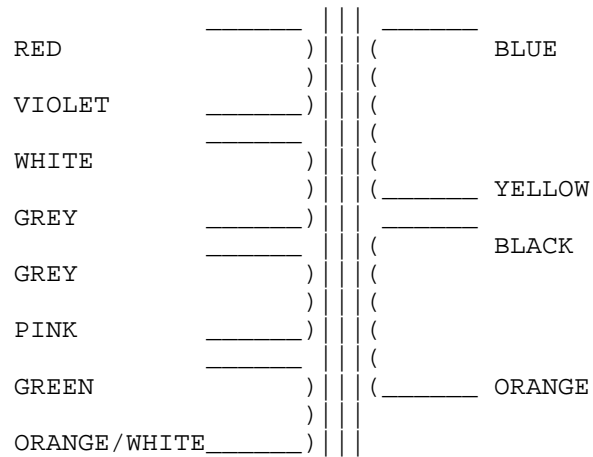 RED BLUE
VIOLET
WHITE
YELLOW
GREY
BLACK
GREY
PINK
GREEN ORANGE
ORANGE/WHITE